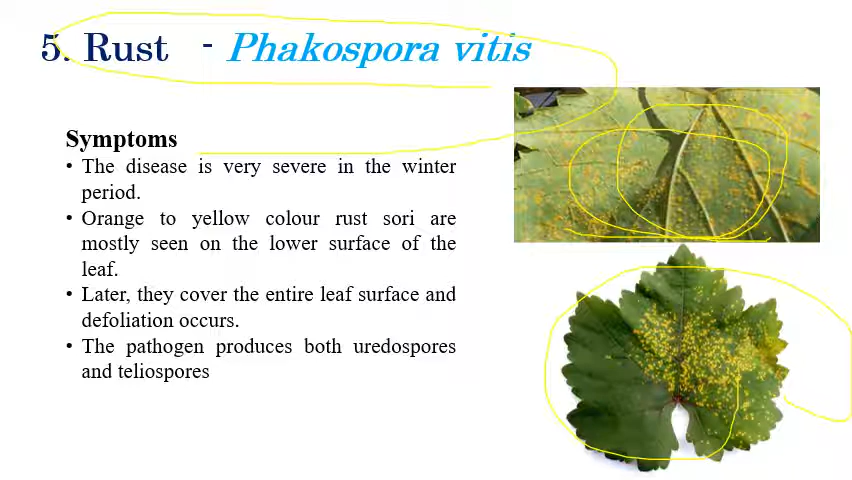 5. Rust - Phakospora vitis
Symptoms
• The disease is very severe in the winter
period.
• Orange to yellow colour rust sori are
mostly seen on the lower surface of the
leaf.
• Later, they cover the entire leaf surface and
defoliation occurs.
• The pathogen produces both uredospores
and teliospores